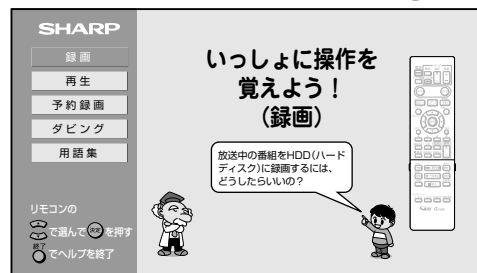 SHARP
録画
再生
予約録画
ダビング
用語集
リモコンの
で選んで 決定 を押す
終了
でヘルプを終了
いっしょに操作を
覚えよう！
（録画）
放送中の番組をHDD（ハード
ディスク）に録画するには、
どうしたらいいの？